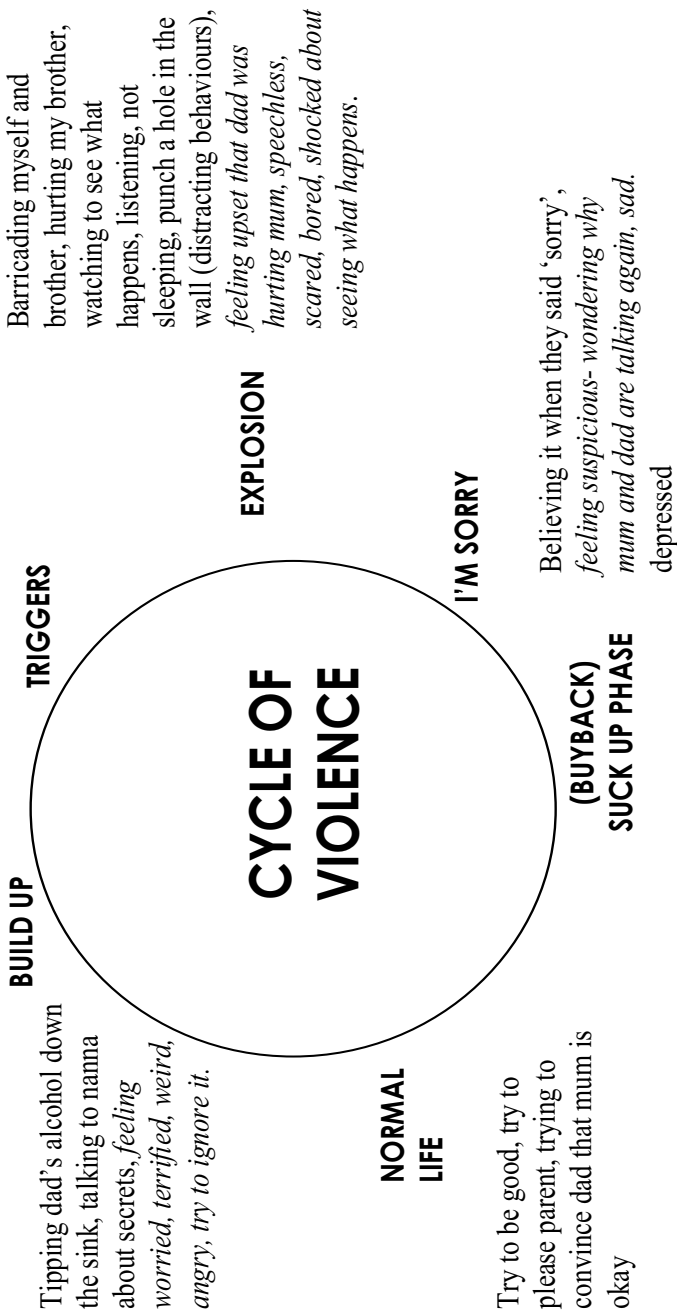 BUILD UP
Tipping dad’s alcohol down
the sink, talking to nanna
about secrets, feeling
worried, terrified, weird,
angry, try to ignore it.
TRIGGERS
Barricading myself and
brother, hurting my brother,
watching to see what
happens, listening, not
sleeping, punch a hole in the
wall (distracting behaviours),
feeling upset that dad was
hurting mum, speechless,
scared, bored, shocked about
seeing what happens.
EXPLOSION
CYCLE OF
VIOLENCE
I’M SORRY
Believing it when they said ‘sorry’,
feeling suspicious- wondering why
mum and dad are talking again, sad.
depressed
(BUYBACK)
SUCK UP PHASE
NORMAL
LIFE
Try to be good, try to
please parent, trying to
convince dad that mum is
okay